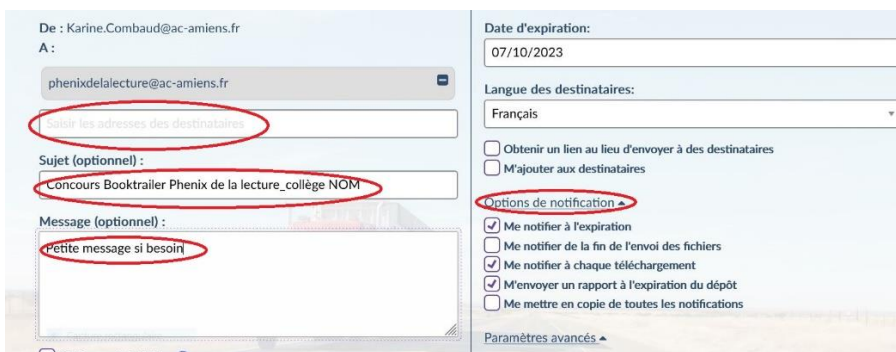 De : Karine.Combaud@ac-amiens.fr
A :
phenixdelalecture@ac-amiens.fr
Saisir les adresses des destinataires
Sujet (optionnel) :
Concours Booktrailer Phenix de la lecture_collège NOM
Message (optionnel) :
Petite message si besoin
Date d'expiration:
07/10/2023
Langue des destinataires:
Français
Obtenir un lien au lieu d'envoyer à des destinataires
M'ajouter aux destinataires
Options de notification
Me notifier à l'expiration
Me notifier de la fin de l'envoi des fichiers
Me notifier à chaque téléchargement
M'envoyer un rapport à l'expiration du dépôt
Me mettre en copie de toutes les notifications
Paramètres avancés